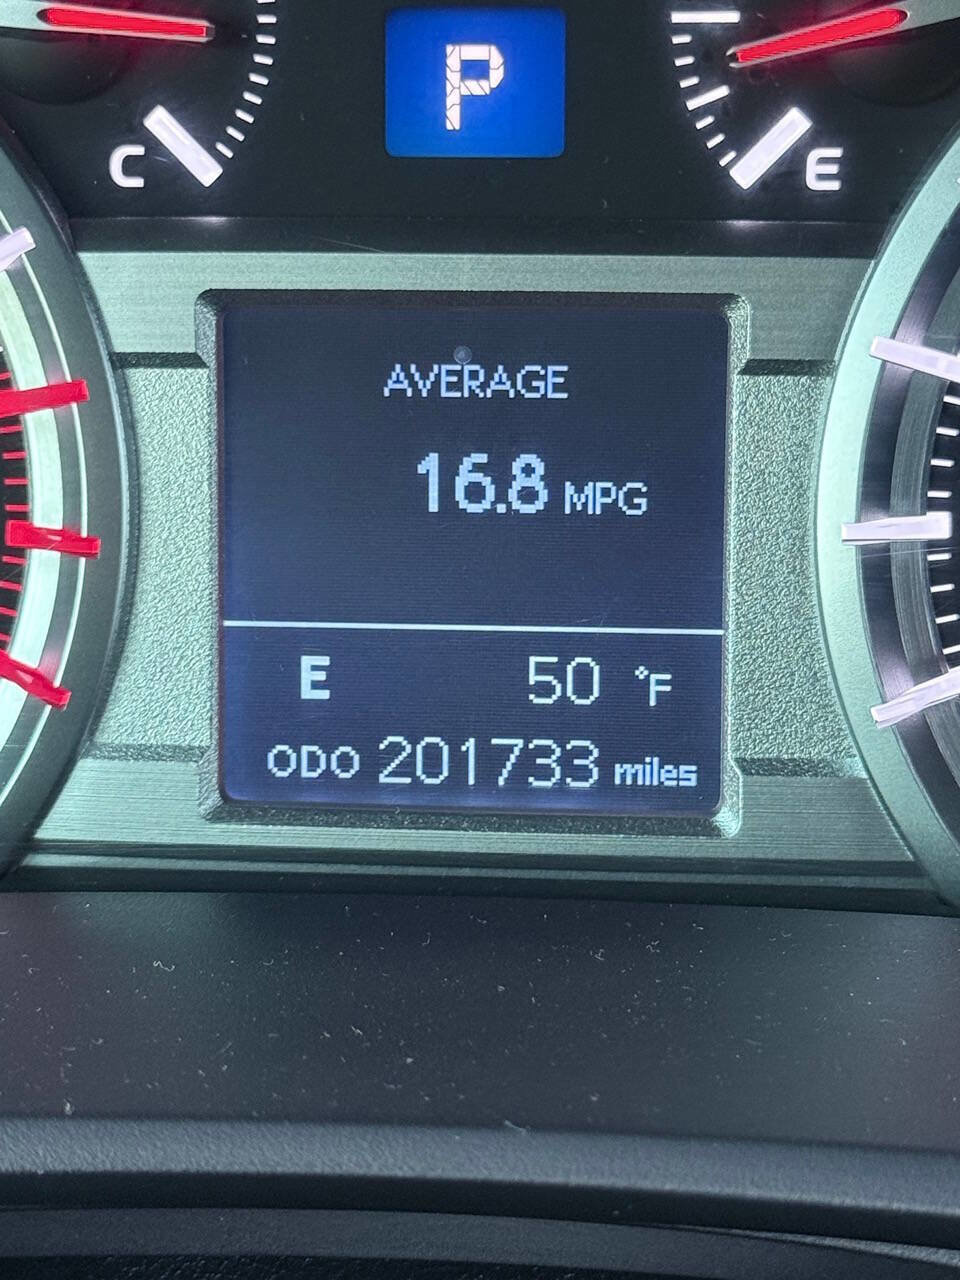 P
C
E
AVERAGE
16.8 MPG
E 50 °F
ODO 201733 miles